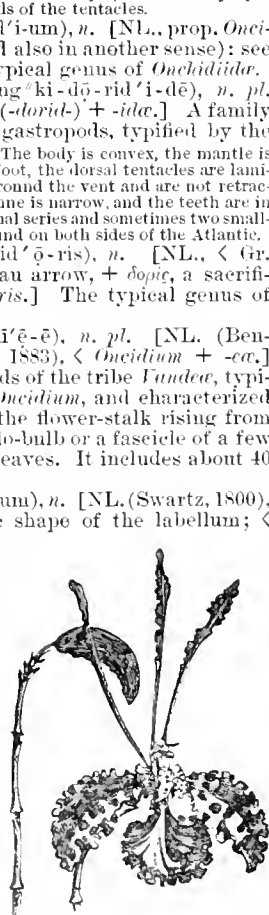 ls of the tentacles.
l′i-um), n. [NL., prop. Onci-
l also in another sense): see
ypical genus of Onchidiidæ.
ng″ki-dō̟-rid′i-dē), n. pl.
(-dorid-) + -idæ.] A family
gastropods, typified by the
The body is convex, the mantle is
foot, the dorsal tentacles are lami-
round the vent and are not retrac-
ane is narrow, and the teeth are in
nal series and sometimes two small-
und on both sides of the Atlantic.
id′ō̟-ris), n. [NL., < Gr.
au arrow, + δορίς, a sacrifi-
ris.] The typical genus of
ī′ē-ē), n. pl. [NL. (Ben-
1883), < Oncidium + -eæ.]
ds of the tribe Vandeæ, typi-
Oncidium, and characterized
the flower-stalk rising from
lo-bulb or a fascicle of a few
eaves. It includes about 40
um), n. [NL. (Swartz, 1800),
e shape of the labellum; <